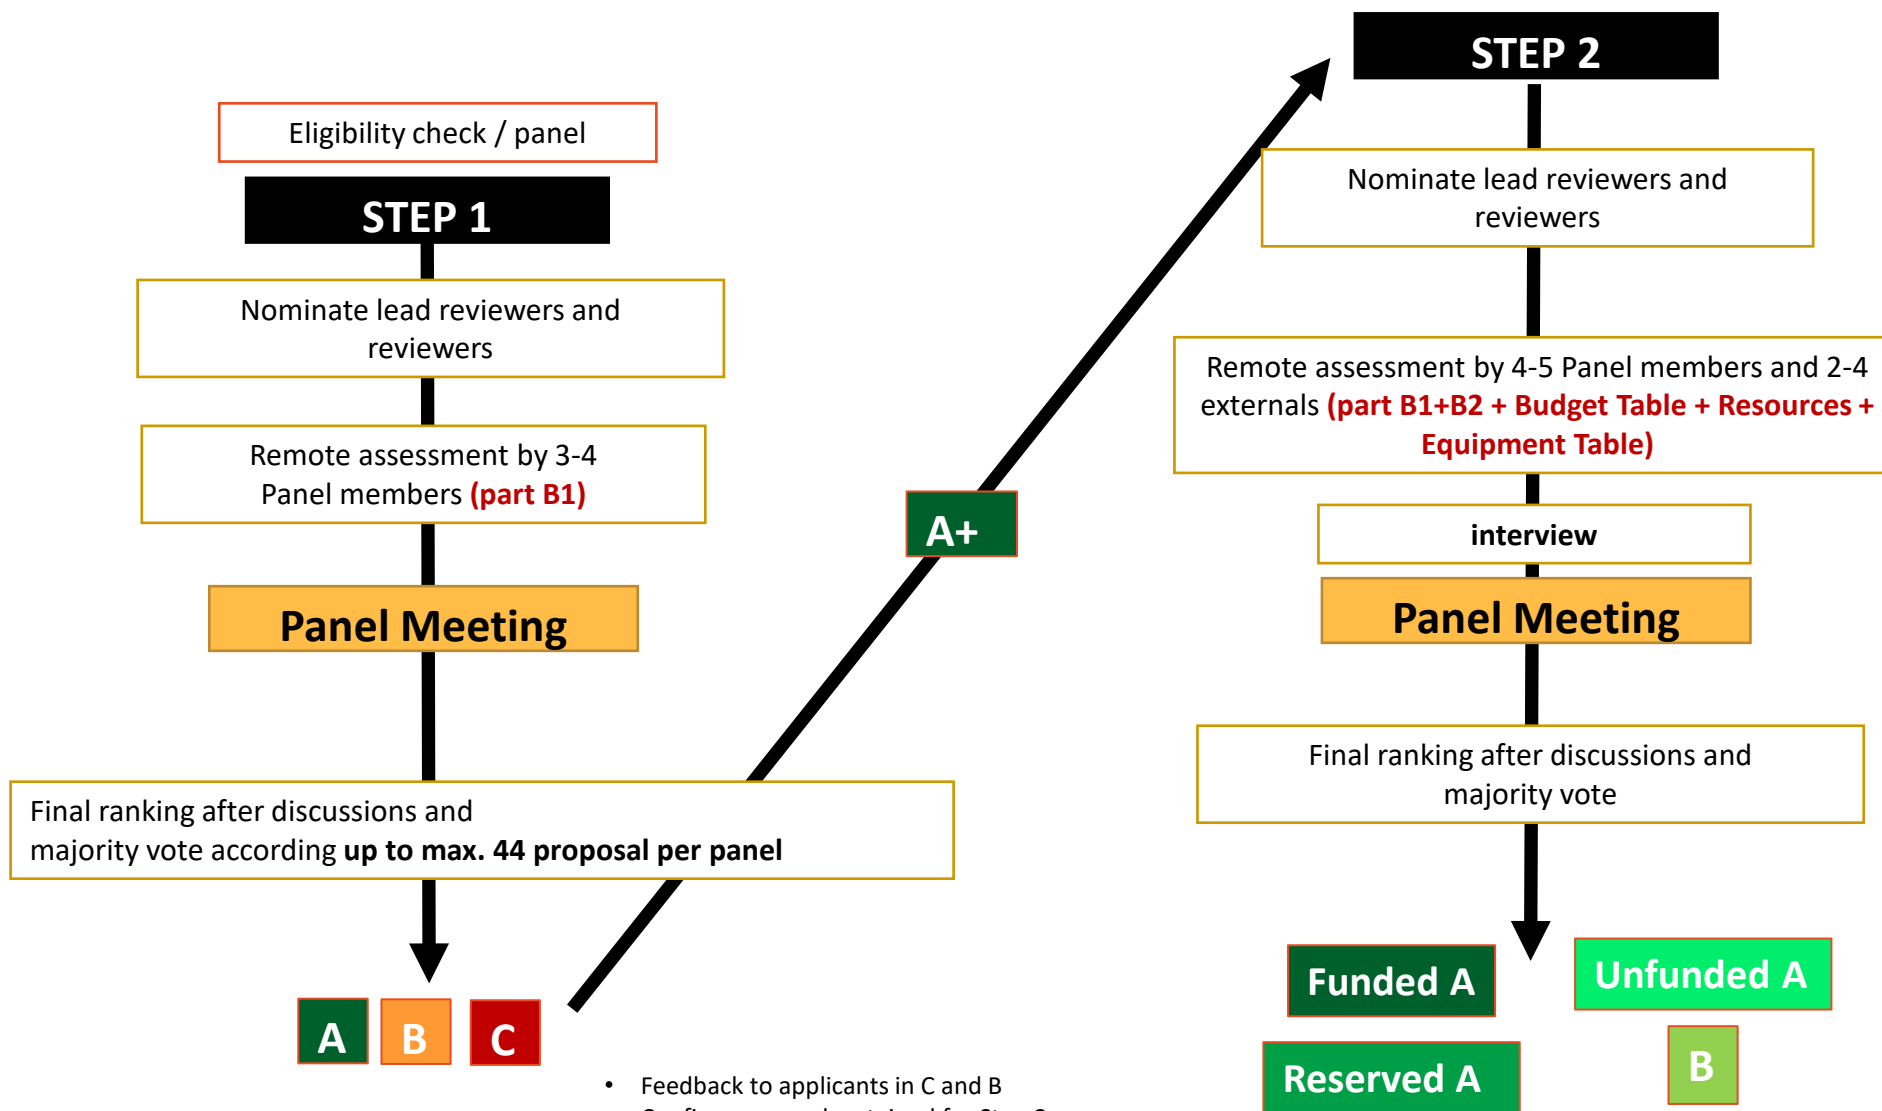 Eligibility check / panel
STEP 1
Nominate lead reviewers and
reviewers
Remote assessment by 3-4
Panel members (part B1)
Panel Meeting
Final ranking after discussions and
majority vote according up to max. 44 proposal per panel
A B C
• Feedback to applicants in C and B
A+
STEP 2
Nominate lead reviewers and
reviewers
Remote assessment by 4-5 Panel members and 2-4
externals (part B1+B2 + Budget Table + Resources +
Equipment Table)
interview
Panel Meeting
Final ranking after discussions and
majority vote
Funded A
Unfunded A
Reserved A
B